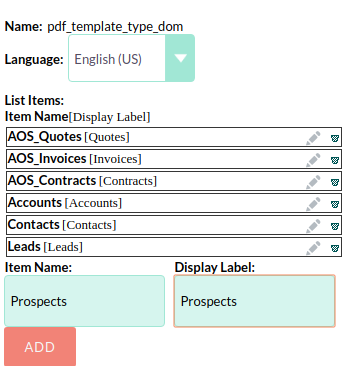 Name: pdf_template_type_dom
Language: English (US)
List Items:
Item Name[Display Label]
AOS_Quotes [Quotes]
AOS_Invoices [Invoices]
AOS_Contracts [Contracts]
Accounts [Accounts]
Contacts [Contacts]
Leads [Leads]
Item Name: Display Label:
Prospects Prospects
ADD